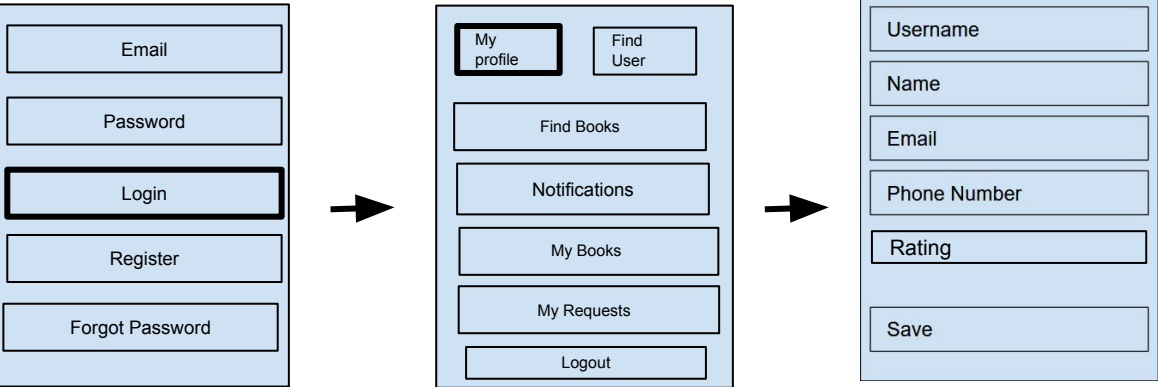 Email
Password
Login
Register
Forgot Password
My
profile
Find
User
Find Books
Notifications
My Books
My Requests
Logout
Username
Name
Email
Phone Number
Rating
Save